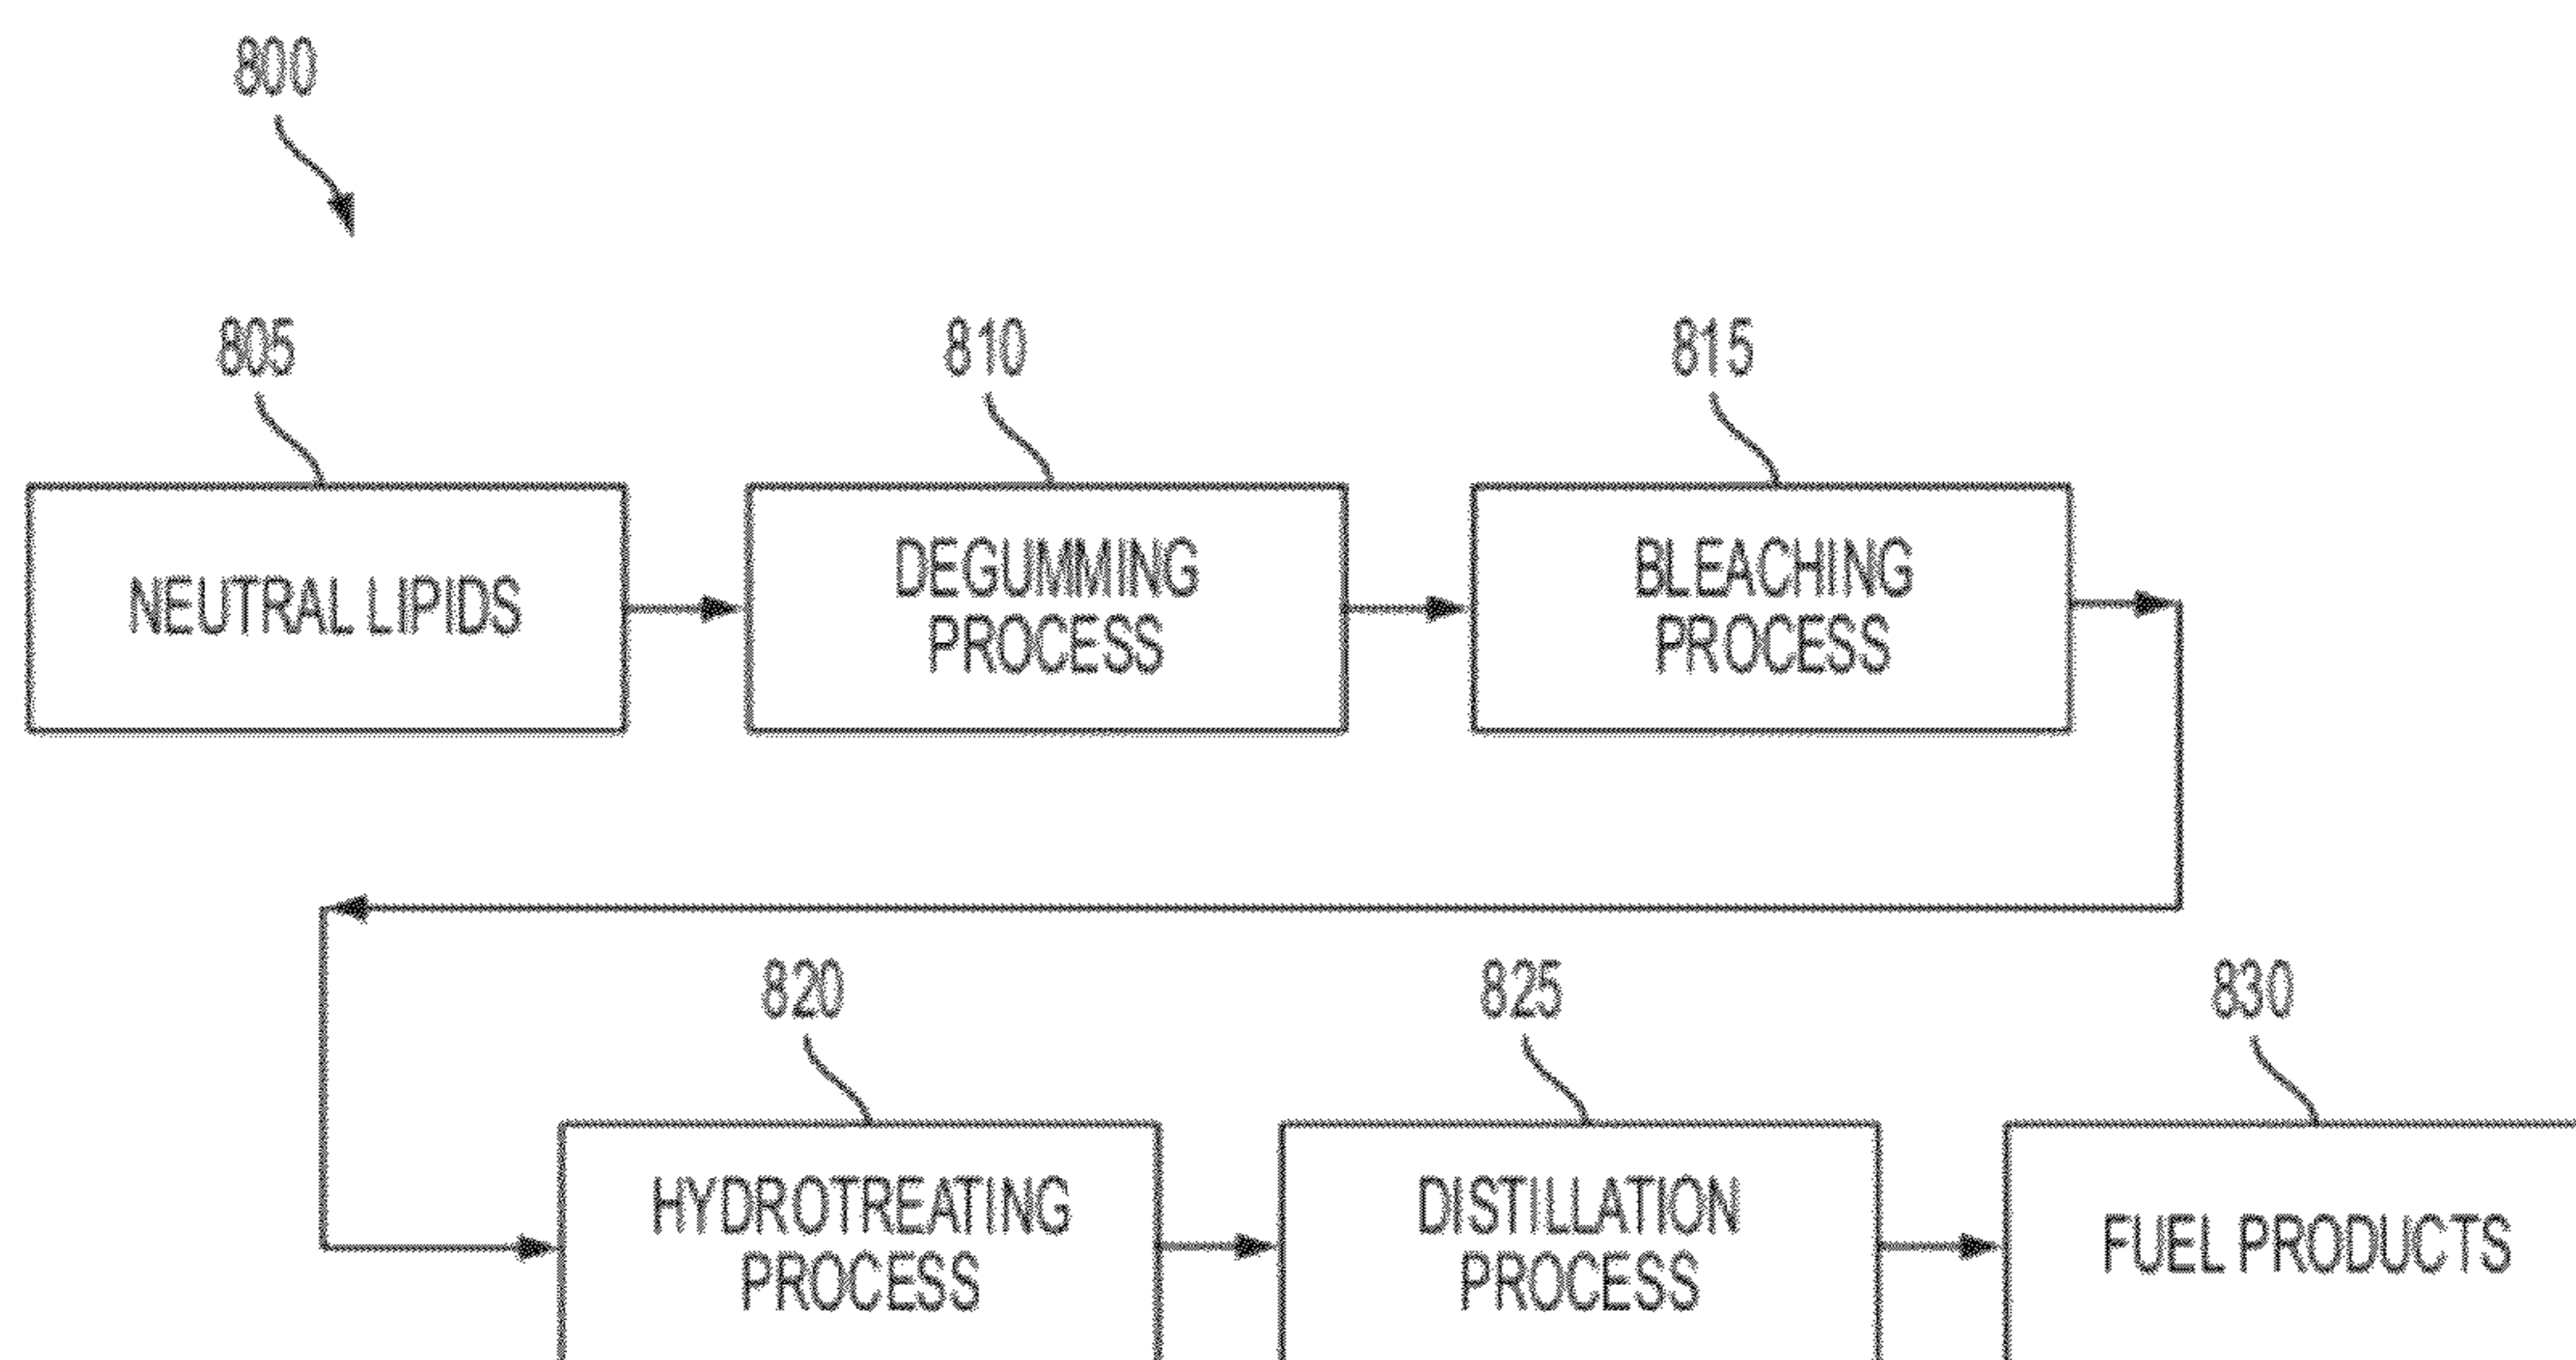 800
805
810
815
NEUTRAL LIPIDS
DEGUMMING
PROCESS
BLEACHING
PROCESS
820
825
830
HYDROTREATING
PROCESS
DISTILLATION
PROCESS
FUEL PRODUCTS